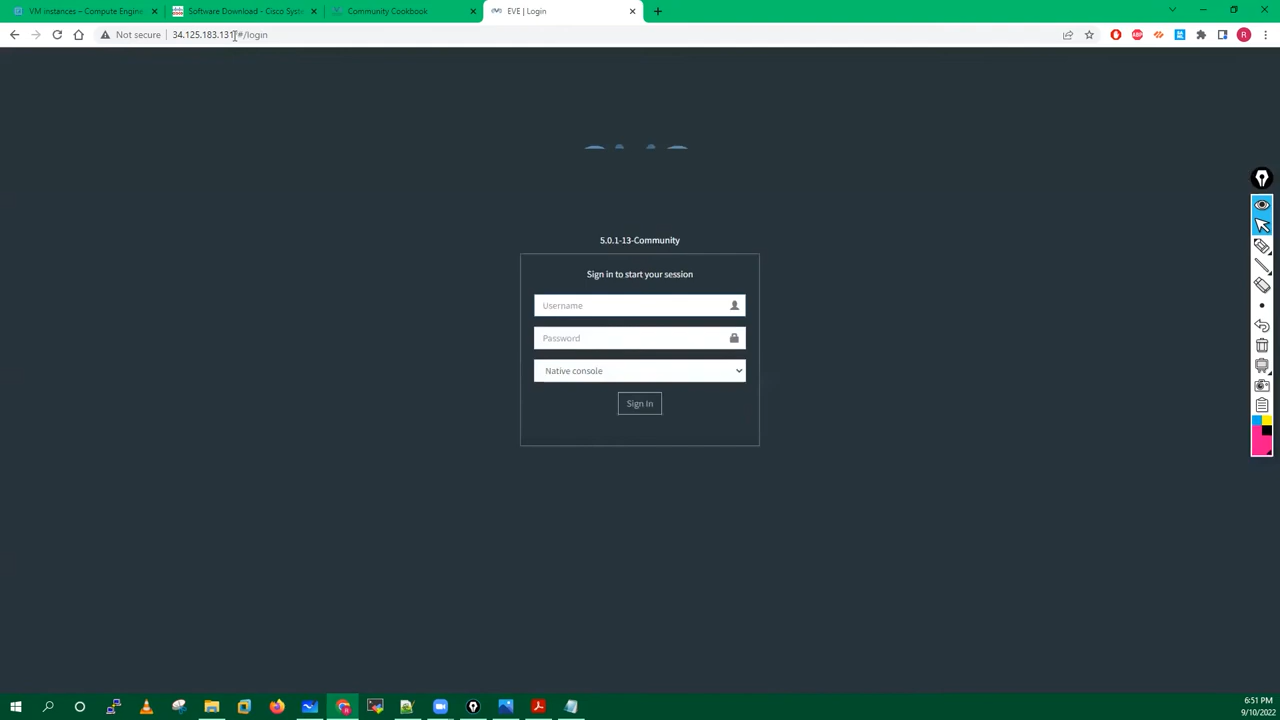 VM instances – Compute Engine
Software Download - Cisco Syste
Community Cookbook
EVE | Login
Not secure
34.125.183.131/#/login
ABP
R
5.0.1-13-Community
Sign in to start your session
Username
Password
Native console
Sign In
6:51 PM
9/10/2022